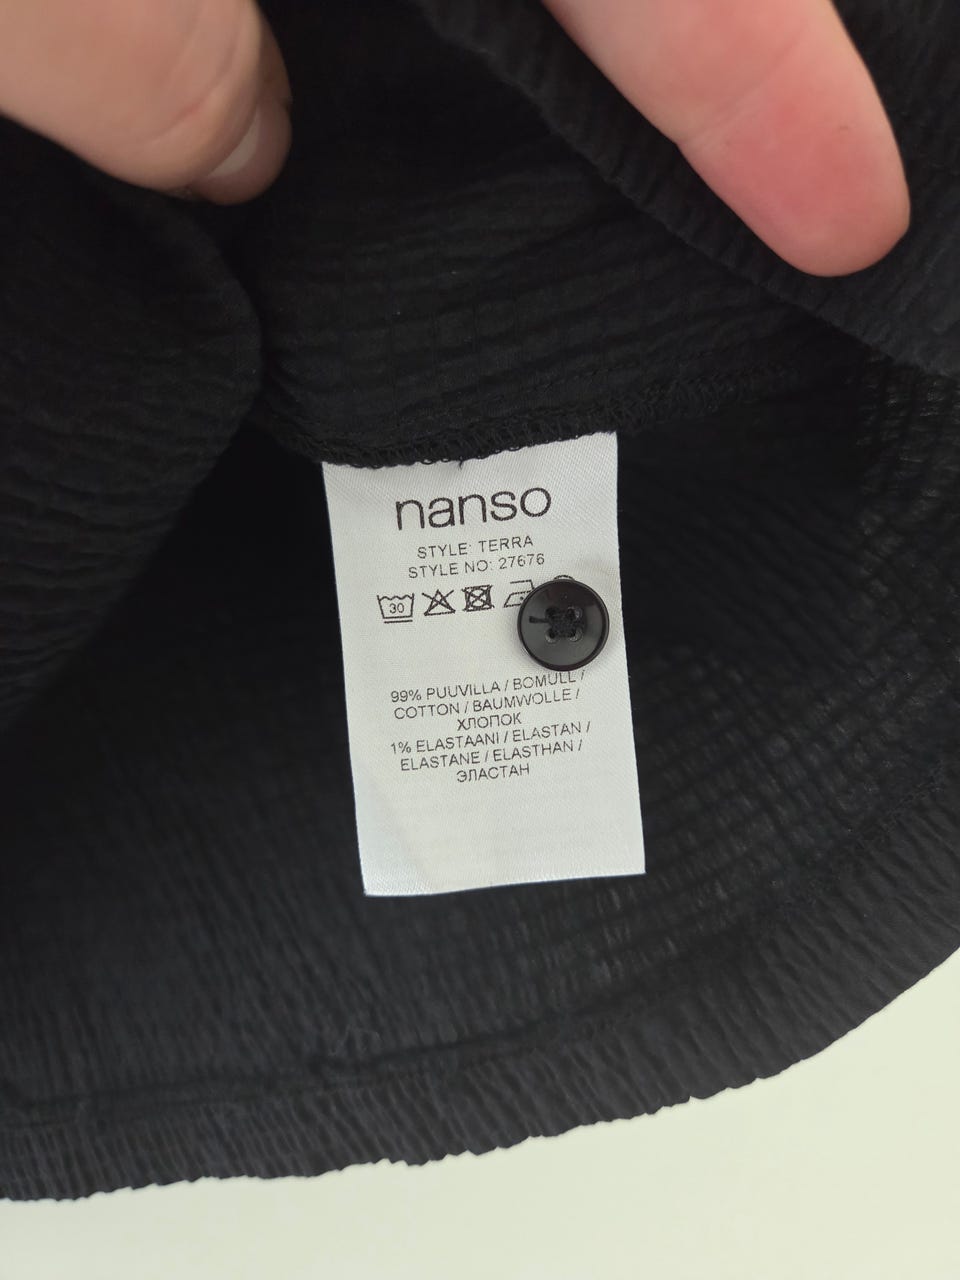 nanso
STYLE: TERRA
STYLE NO: 27676
30
99% PUUVILLA / BOMULL /
COTTON / BAUMWOLLE /
ХЛОПОК
1% ELASTAANI / ELASTAN /
ELASTANE / ELASTHAN /
ЭЛАСТАН